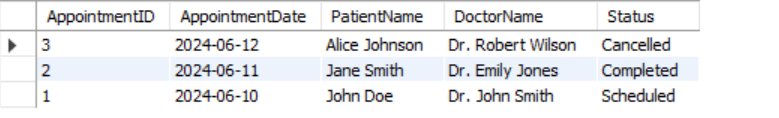 AppointmentID AppointmentDate PatientName DoctorName Status
3 2024-06-12 Alice Johnson Dr. Robert Wilson Cancelled
2 2024-06-11 Jane Smith Dr. Emily Jones Completed
1 2024-06-10 John Doe Dr. John Smith Scheduled